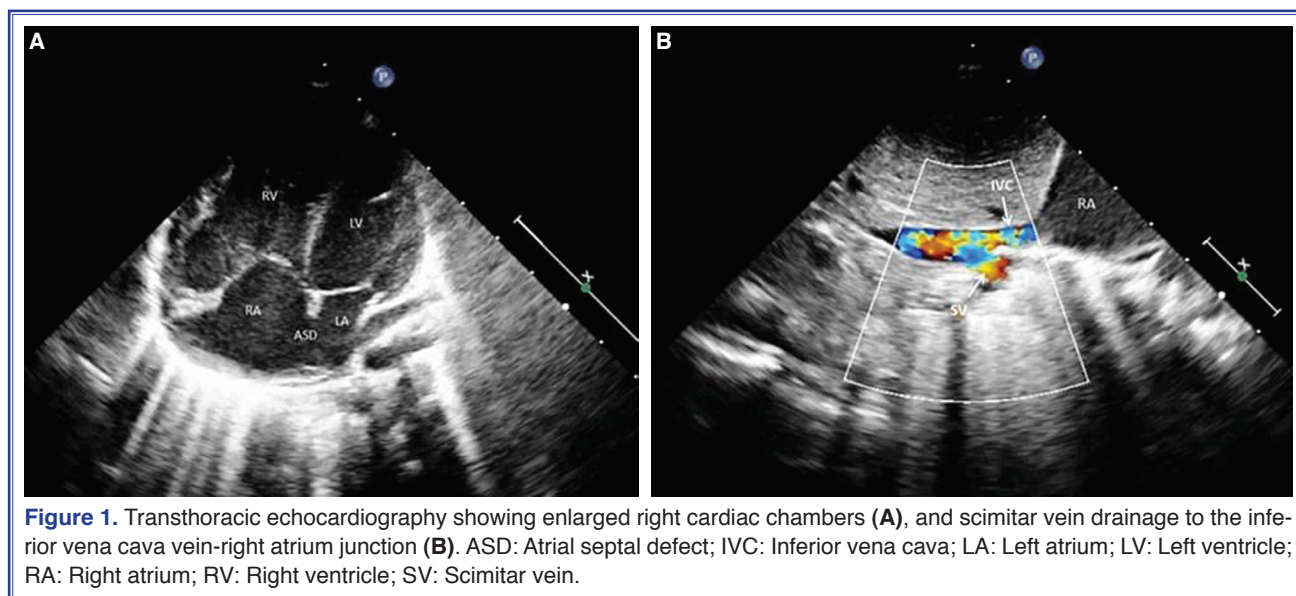 A
P
RV
LV
RA
ASD
LA
B
P
IVC
RA
SV
Figure 1. Transthoracic echocardiography showing enlarged right cardiac chambers (A), and scimitar vein drainage to the infe-
rior vena cava vein-right atrium junction (B). ASD: Atrial septal defect; IVC: Inferior vena cava; LA: Left atrium; LV: Left ventricle;
RA: Right atrium; RV: Right ventricle; SV: Scimitar vein.